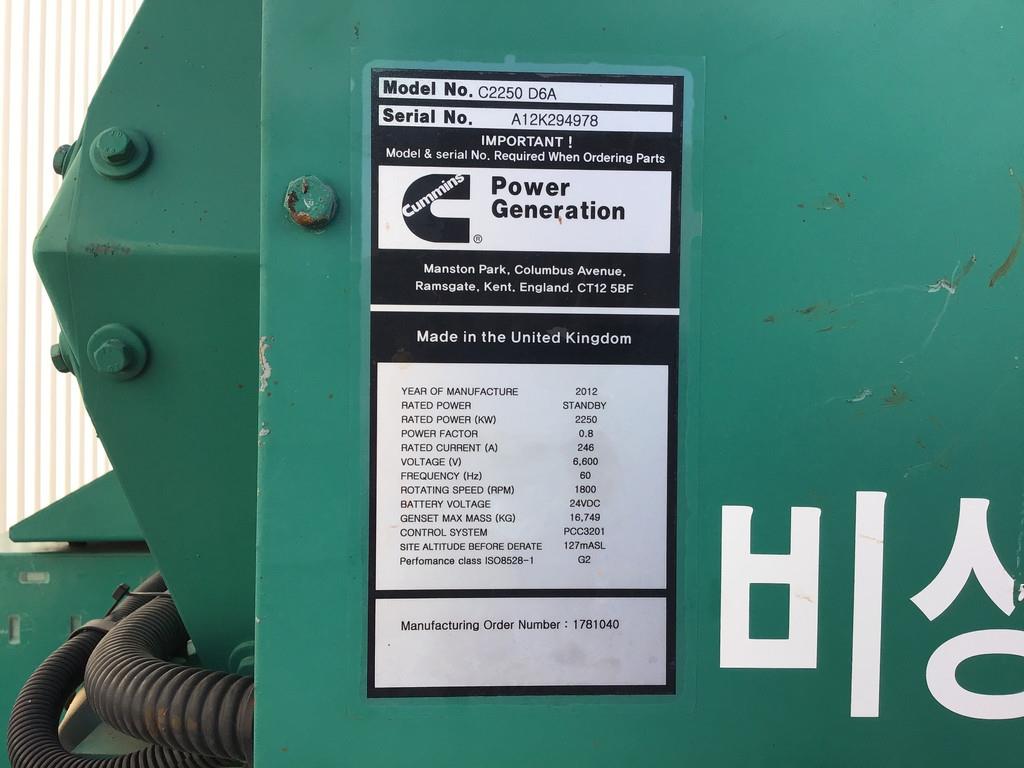 Model No. C2250 D6A
Serial No. A12K294978
IMPORTANT !
Model & serial No. Required When Ordering Parts
Cummins
®
Power
Generation
Manston Park, Columbus Avenue,
Ramsgate, Kent, England, CT12 5BF
Made in the United Kingdom
YEAR OF MANUFACTURE 2012
RATED POWER STANDBY
RATED POWER (KW) 2250
POWER FACTOR 0.8
RATED CURRENT (A) 246
VOLTAGE (V) 6,600
FREQUENCY (Hz) 60
ROTATING SPEED (RPM) 1800
BATTERY VOLTAGE 24VDC
GENSET MAX MASS (KG) 16,749
CONTROL SYSTEM PCC3201
SITE ALTITUDE BEFORE DERATE 127mASL
Perfomance class ISO8528-1 G2
Manufacturing Order Number : 1781040
비상